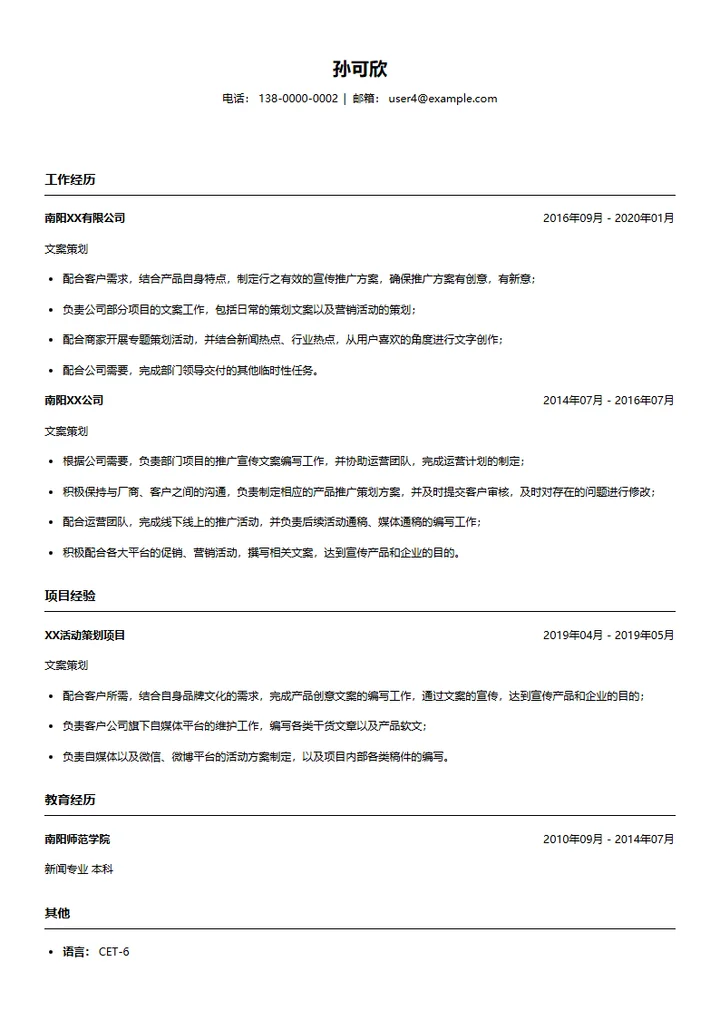 孙可欣
电话： 138-0000-0002 | 邮箱： user4@example.com
工作经历
南阳XX有限公司 2016年09月 - 2020年01月
文案策划
• 配合客户需求，结合产品自身特点，制定行之有效的宣传推广方案，确保推广方案有创意，有新意；
• 负责公司部分项目的文案工作，包括日常的策划文案以及营销活动的策划；
• 配合商家开展专题策划活动，并结合新闻热点、行业热点，从用户喜欢的角度进行文字创作；
• 配合公司需要，完成部门领导交付的其他临时性任务。
南阳XX公司 2014年07月 - 2016年07月
文案策划
• 根据公司需要，负责部门项目的推广宣传文案编写工作，并协助运营团队，完成运营计划的制定；
• 积极保持与厂商、客户之间的沟通，负责制定相应的产品推广策划方案，并及时提交客户审核，及时对存在的问题进行修改；
• 配合运营团队，完成线下线上的推广活动，并负责后续活动通稿、媒体通稿的编写工作；
• 积极配合各大平台的促销、营销活动，撰写相关文案，达到宣传产品和企业的目的。
项目经验
XX活动策划项目 2019年04月 - 2019年05月
文案策划
• 配合客户所需，结合自身品牌文化的需求，完成产品创意文案的编写工作，通过文案的宣传，达到宣传产品和企业的目的；
• 负责客户公司旗下自媒体平台的维护工作，编写各类干货文章以及产品软文；
• 负责自媒体以及微信、微博平台的活动方案制定，以及项目内部各类稿件的编写。
教育经历
南阳师范学院 2010年09月 - 2014年07月
新闻专业 本科
其他
• 语言： CET-6